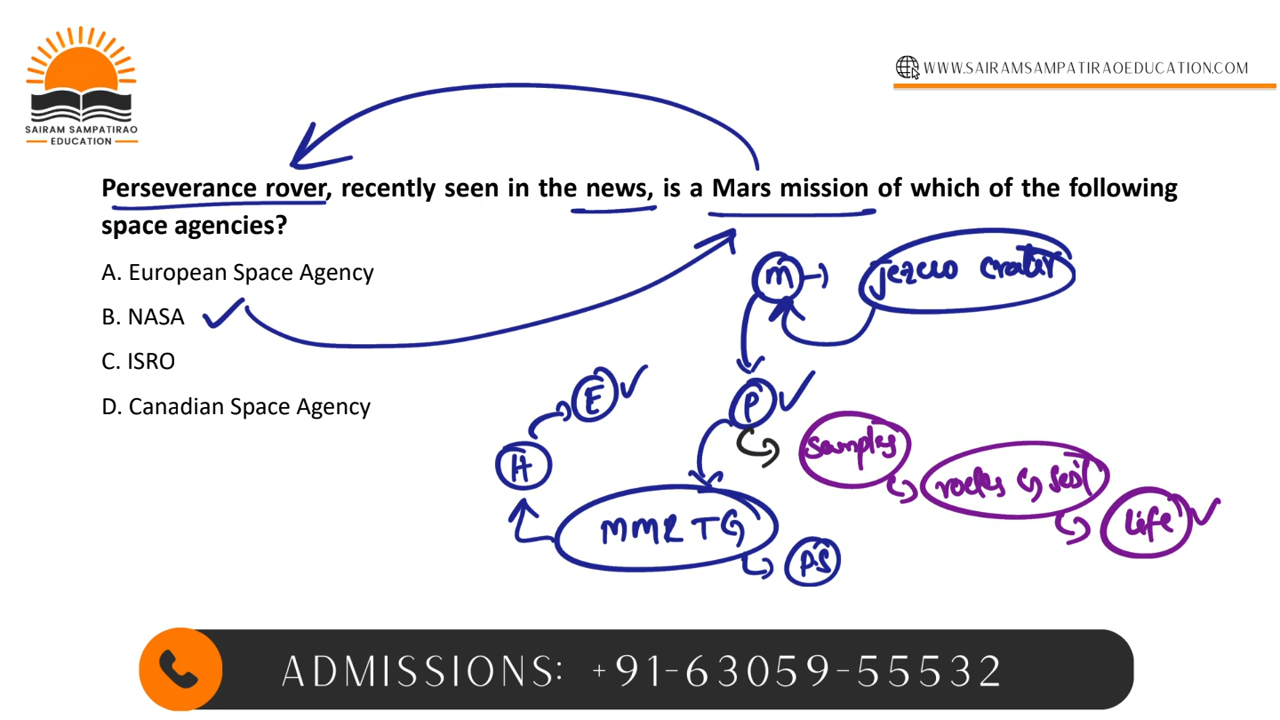 WWW.SAIRAMSAMPATIRAOEDUCATION.COM
SAIRAM SAMPATIRAO
EDUCATION
Perseverance rover, recently seen in the news, is a Mars mission of which of the following
space agencies?
A. European Space Agency
B. NASA
C. ISRO
D. Canadian Space Agency
M
jezero crater
E
P
H
samples
rocks
life
MMRTG
PS
ADMISSIONS: +91-63059-55532